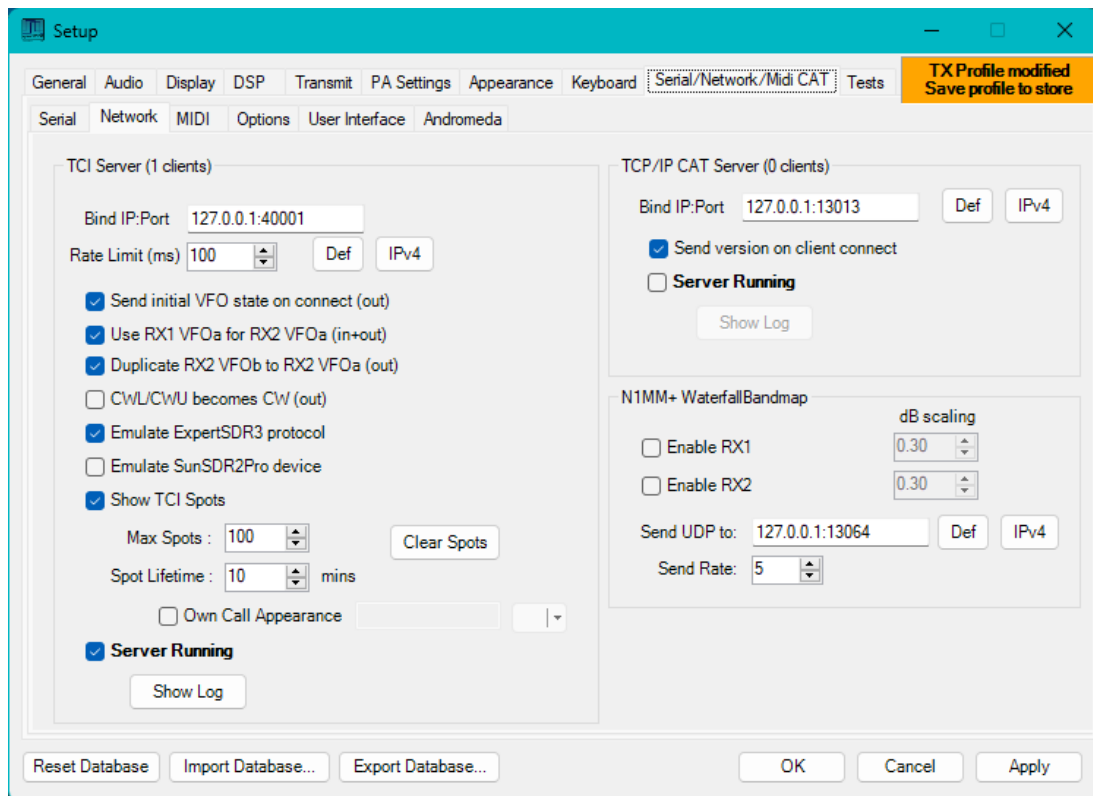 Setup
General Audio Display DSP Transmit PA Settings Appearance Keyboard Serial/Network/Midi CAT Tests
TX Profile modified
Save profile to store
Serial Network MIDI Options User Interface Andromeda
TCI Server (1 clients)
Bind IP:Port 127.0.0.1:40001
Rate Limit (ms) 100 Def IPv4
Send initial VFO state on connect (out)
Use RX1 VFOa for RX2 VFOa (in+out)
Duplicate RX2 VFOb to RX2 VFOa (out)
CWL/CWU becomes CW (out)
Emulate ExpertSDR3 protocol
Emulate SunSDR2Pro device
Show TCI Spots
Max Spots : 100 Clear Spots
Spot Lifetime : 10 mins
Own Call Appearance
Server Running
Show Log
TCP/IP CAT Server (0 clients)
Bind IP:Port 127.0.0.1:13013 Def IPv4
Send version on client connect
Server Running
Show Log
N1MM+ WaterfallBandmap
dB scaling
Enable RX1 0.30
Enable RX2 0.30
Send UDP to: 127.0.0.1:13064 Def IPv4
Send Rate: 5
Reset Database Import Database... Export Database... OK Cancel Apply